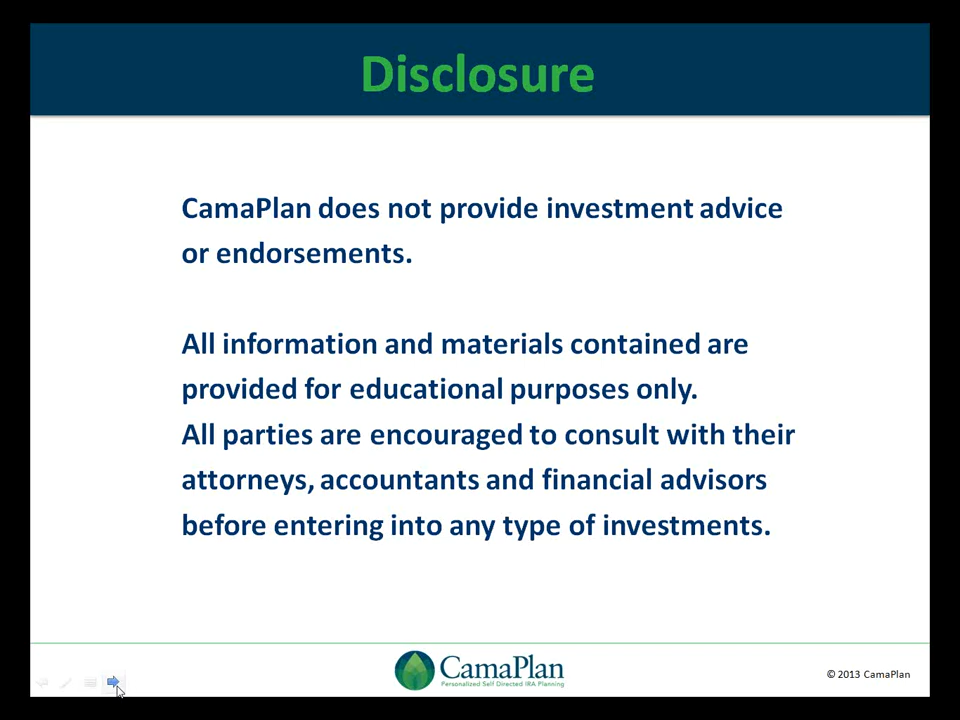 Disclosure
CamaPlan does not provide investment advice
or endorsements.
All information and materials contained are
provided for educational purposes only.
All parties are encouraged to consult with their
attorneys, accountants and financial advisors
before entering into any type of investments.
CamaPlan
Personalized Self Directed IRA Planning
© 2013 CamaPlan